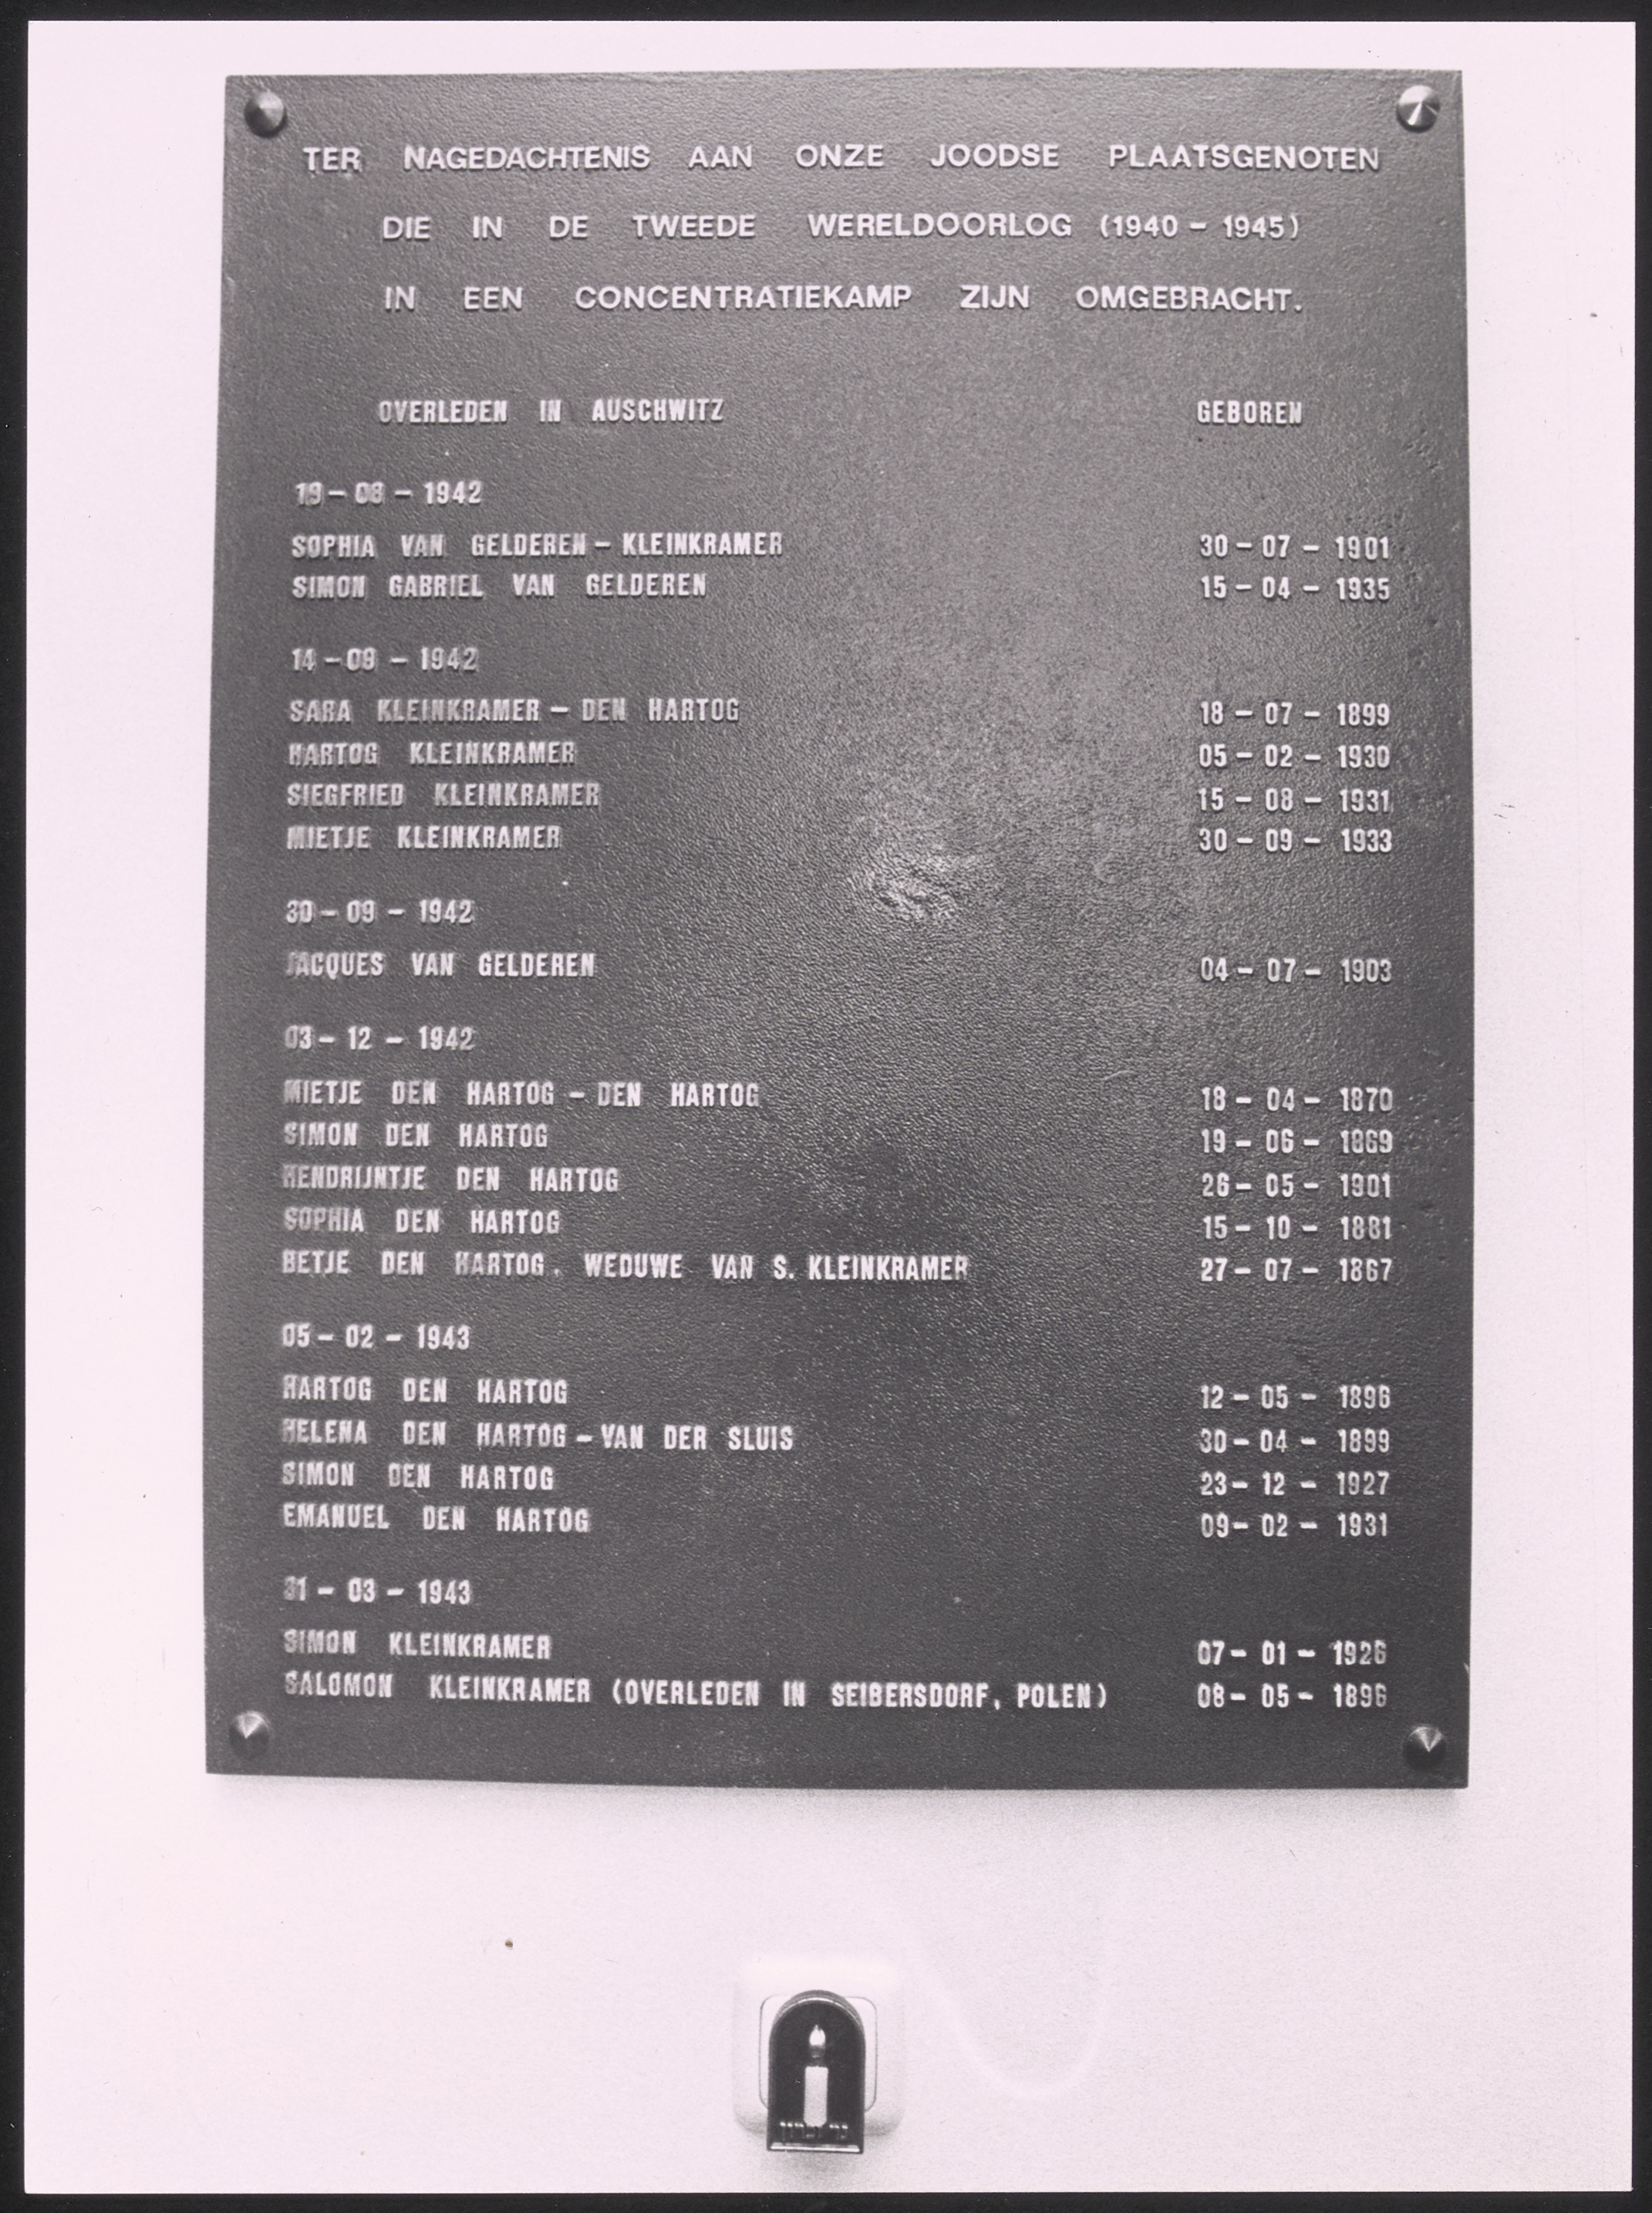 TER NAGEDACHTENIS AAN ONZE JOODSE PLAATSGENOTEN
DIE IN DE TWEEDE WERELDOORLOG (1940 - 1945)
IN EEN CONCENTRATIEKAMP ZIJN OMGEBRACHT.
OVERLEDEN IN AUSCHWITZ GEBOREN
19 - 08 - 1942
SOPHIA VAN GELDEREN - KLEINKRAMER 30 - 07 - 1901
SIMON GABRIEL VAN GELDEREN 15 - 04 - 1935
14 - 09 - 1942
SARA KLEINKRAMER - DEN HARTOG 18 - 07 - 1899
HARTOG KLEINKRAMER 05 - 02 - 1930
SIEGFRIED KLEINKRAMER 15 - 08 - 1931
MIETJE KLEINKRAMER 30 - 09 - 1933
30 - 09 - 1942
JACQUES VAN GELDEREN 04 - 07 - 1903
03 - 12 - 1942
MIETJE DEN HARTOG - DEN HARTOG 18 - 04 - 1870
SIMON DEN HARTOG 19 - 06 - 1869
HENDRIJNTJE DEN HARTOG 26 - 05 - 1901
SOPHIA DEN HARTOG 15 - 10 - 1881
BETJE DEN HARTOG, WEDUWE VAN S. KLEINKRAMER 27 - 07 - 1867
05 - 02 - 1943
HARTOG DEN HARTOG 12 - 05 - 1896
HELENA DEN HARTOG - VAN DER SLUIS 30 - 04 - 1899
SIMON DEN HARTOG 23 - 12 - 1927
EMANUEL DEN HARTOG 09 - 02 - 1931
31 - 03 - 1943
SIMON KLEINKRAMER 07 - 01 - 1926
SALOMON KLEINKRAMER (OVERLEDEN IN SEIBERSDORF, POLEN) 08 - 05 - 1896